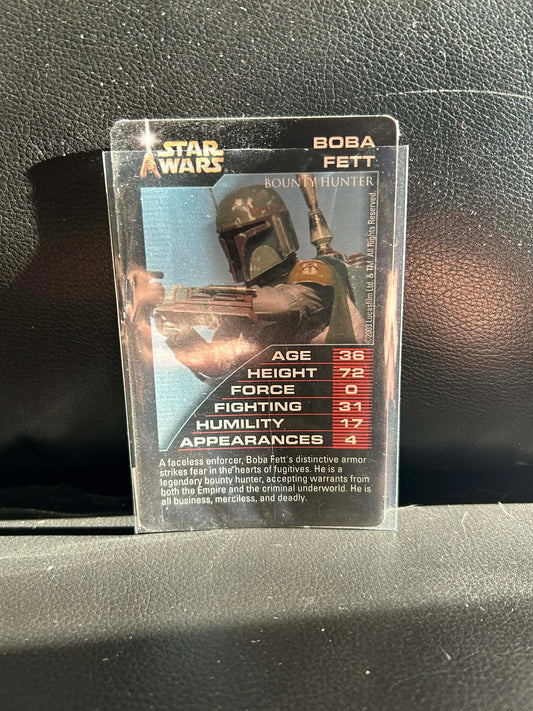 STAR
WARS
BOBA
FETT
BOUNTY HUNTER
©2003 Lucasfilm Ltd. & TM. All Rights Reserved.
AGE 36
HEIGHT 72
FORCE 0
FIGHTING 31
HUMILITY 17
APPEARANCES 4
A faceless enforcer, Boba Fett's distinctive armor
strikes fear in the hearts of fugitives. He is a
legendary bounty hunter, accepting warrants from
both the Empire and the criminal underworld. He is
all business, merciless, and deadly.